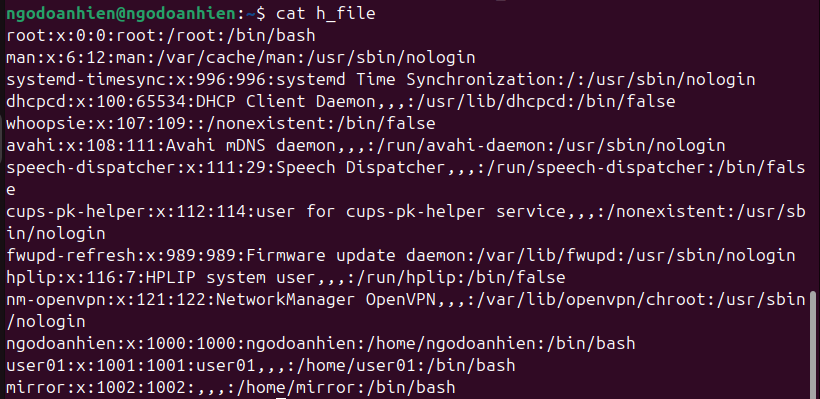 ngodoanhien@ngodoanhien:~$ cat h_file
root:x:0:0:root:/root:/bin/bash
man:x:6:12:man:/var/cache/man:/usr/sbin/nologin
systemd-timesync:x:996:996:systemd Time Synchronization:/:/usr/sbin/nologin
dhcpcd:x:100:65534:DHCP Client Daemon,,,:/usr/lib/dhcpcd:/bin/false
whoopsie:x:107:109::/nonexistent:/bin/false
avahi:x:108:111:Avahi mDNS daemon,,,:/run/avahi-daemon:/usr/sbin/nologin
speech-dispatcher:x:111:29:Speech Dispatcher,,,:/run/speech-dispatcher:/bin/fals
e
cups-pk-helper:x:112:114:user for cups-pk-helper service,,,:/nonexistent:/usr/sb
in/nologin
fwupd-refresh:x:989:989:Firmware update daemon:/var/lib/fwupd:/usr/sbin/nologin
hplip:x:116:7:HPLIP system user,,,:/run/hplip:/bin/false
nm-openvpn:x:121:122:NetworkManager OpenVPN,,,:/var/lib/openvpn/chroot:/usr/sbin
/nologin
ngodoanhien:x:1000:1000:ngodoanhien:/home/ngodoanhien:/bin/bash
user01:x:1001:1001:user01,,,:/home/user01:/bin/bash
mirror:x:1002:1002:,,,:/home/mirror:/bin/bash